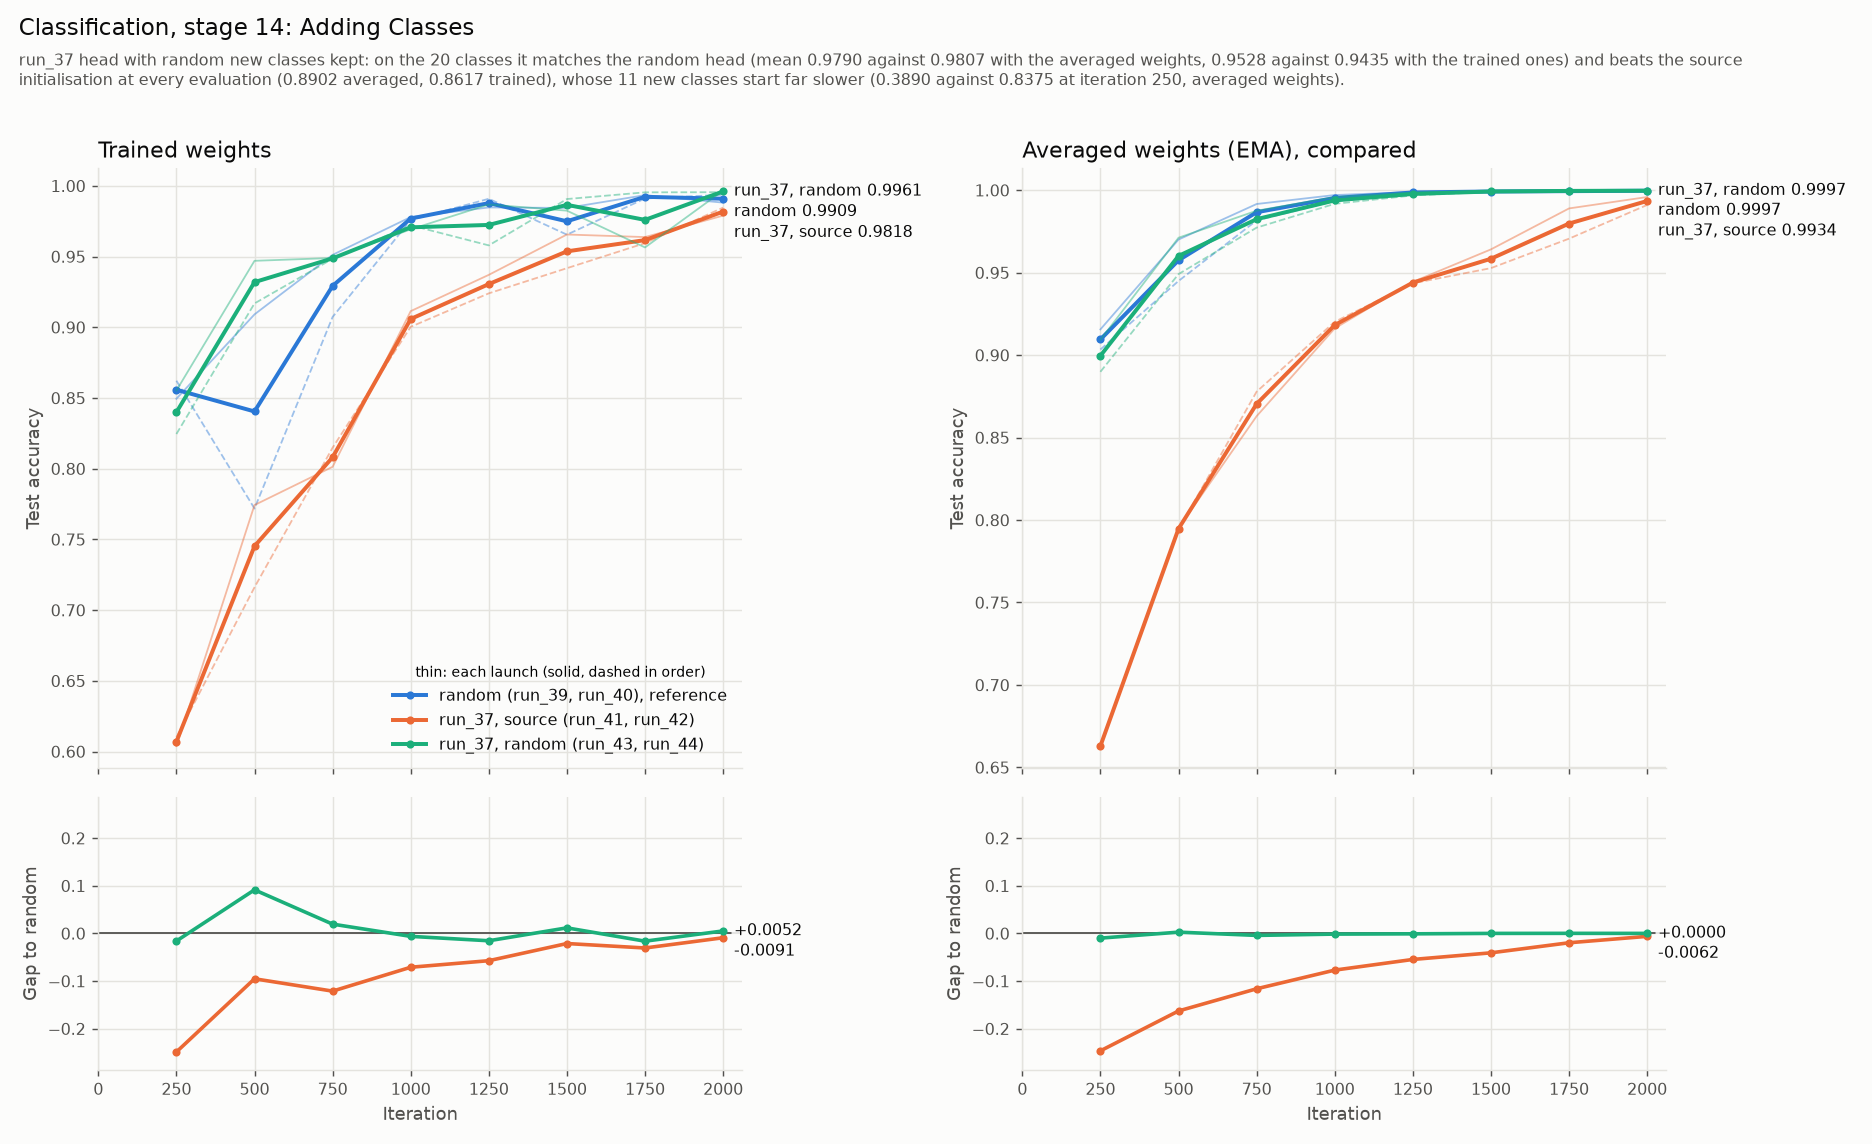 Classification, stage 14: Adding Classes
run_37 head with random new classes kept: on the 20 classes it matches the random head (mean 0.9790 against 0.9807 with the averaged weights, 0.9528 against 0.9435 with the trained ones) and beats the source
initialisation at every evaluation (0.8902 averaged, 0.8617 trained), whose 11 new classes start far slower (0.3890 against 0.8375 at iteration 250, averaged weights).
Trained weights
1.00
0.95
0.90
0.85
0.80
0.75
0.70
0.65
0.60
Test accuracy
run_37, random 0.9961
random 0.9909
run_37, source 0.9818
thin: each launch (solid, dashed in order)
random (run_39, run_40), reference
run_37, source (run_41, run_42)
run_37, random (run_43, run_44)
Averaged weights (EMA), compared
1.00
0.95
0.90
0.85
0.80
0.75
0.70
0.65
Test accuracy
run_37, random 0.9997
random 0.9997
run_37, source 0.9934
0.2
0.1
0.0
−0.1
−0.2
Gap to random
+0.0052
-0.0091
0 250 500 750 1000 1250 1500 1750 2000
Iteration
0.2
0.1
0.0
−0.1
−0.2
Gap to random
+0.0000
-0.0062
0 250 500 750 1000 1250 1500 1750 2000
Iteration